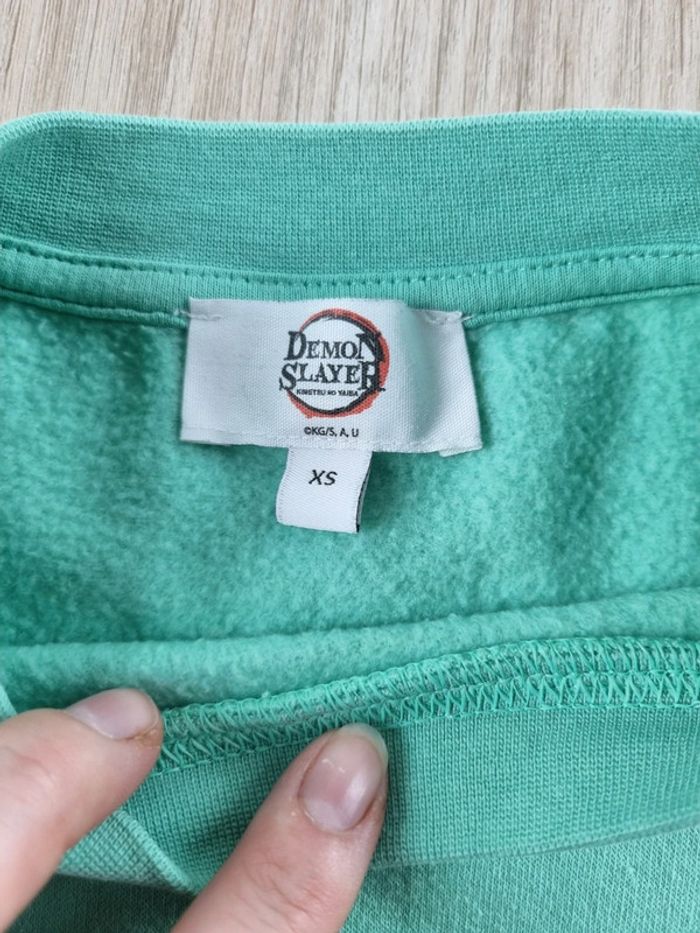 DEMON
SLAYER
KIMETSU NO YAIBA
©KG/S, A, U
XS